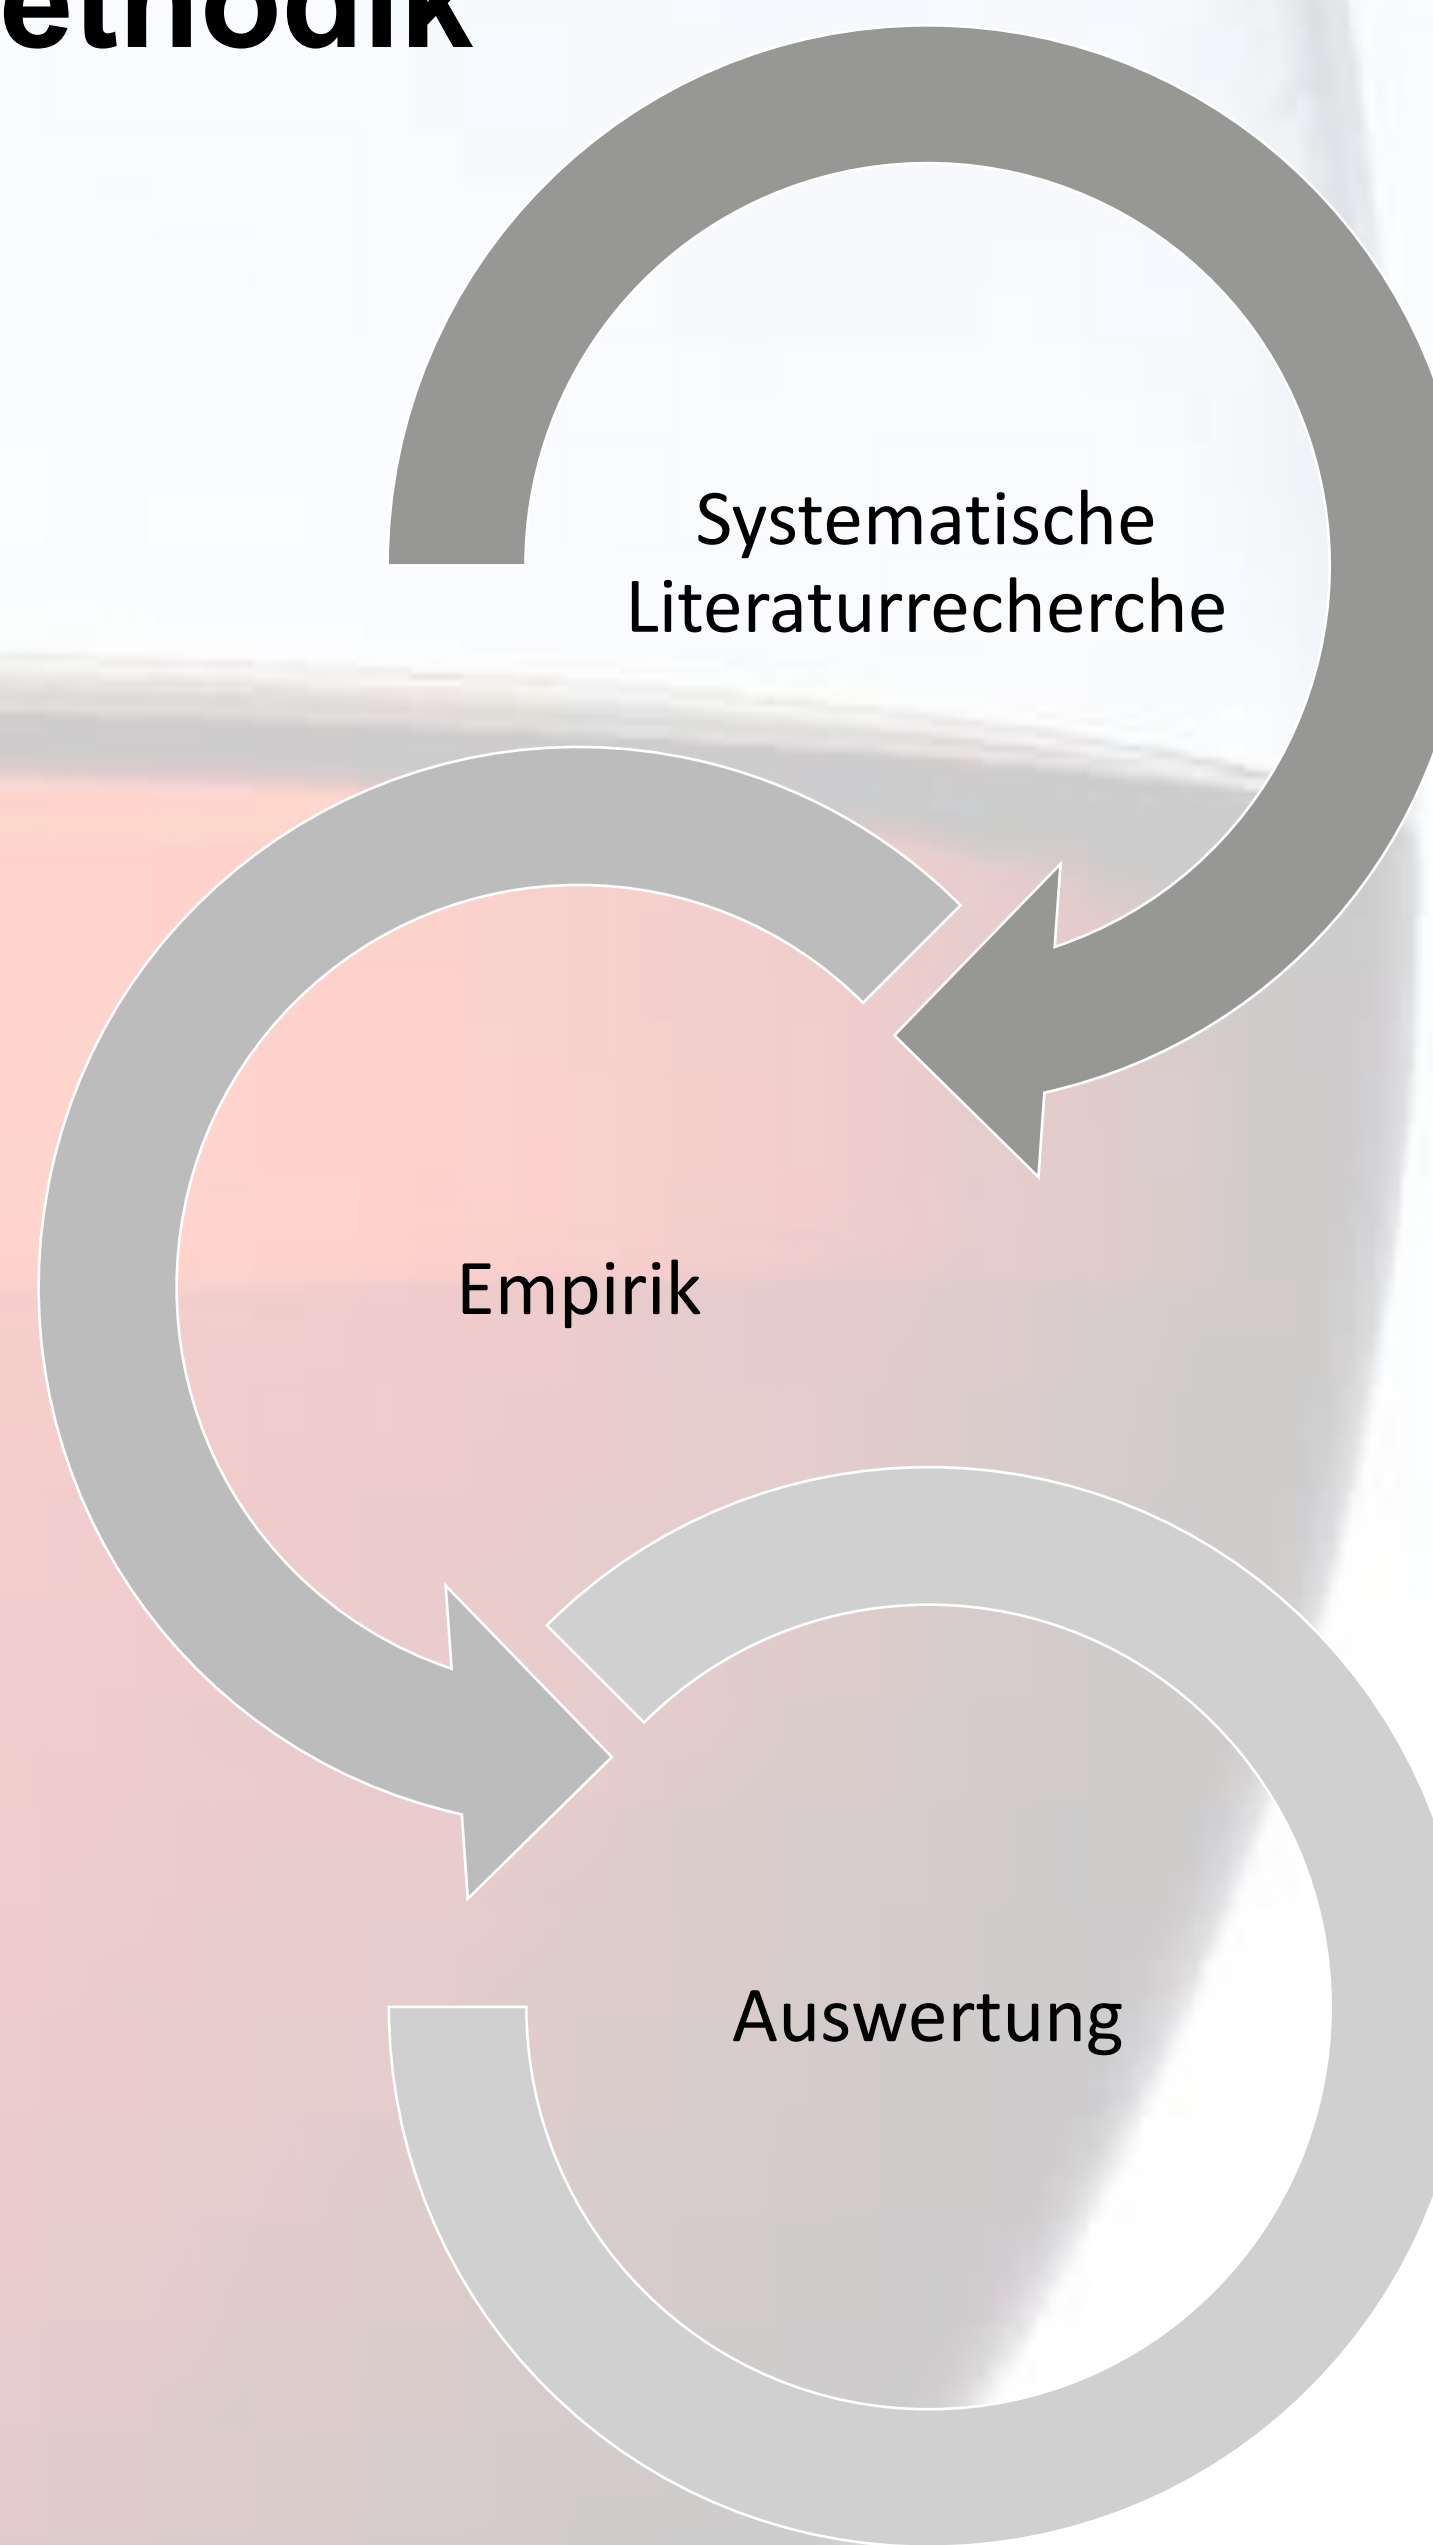 ethodik
Systematische
Literaturrecherche
Empirik
Auswertung